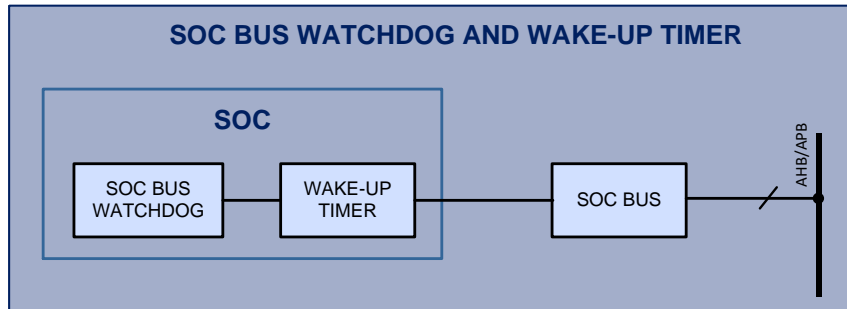 SOC BUS WATCHDOG AND WAKE-UP TIMER
SOC
SOC BUS
WATCHDOG
WAKE-UP
TIMER
SOC BUS
AHB/APB